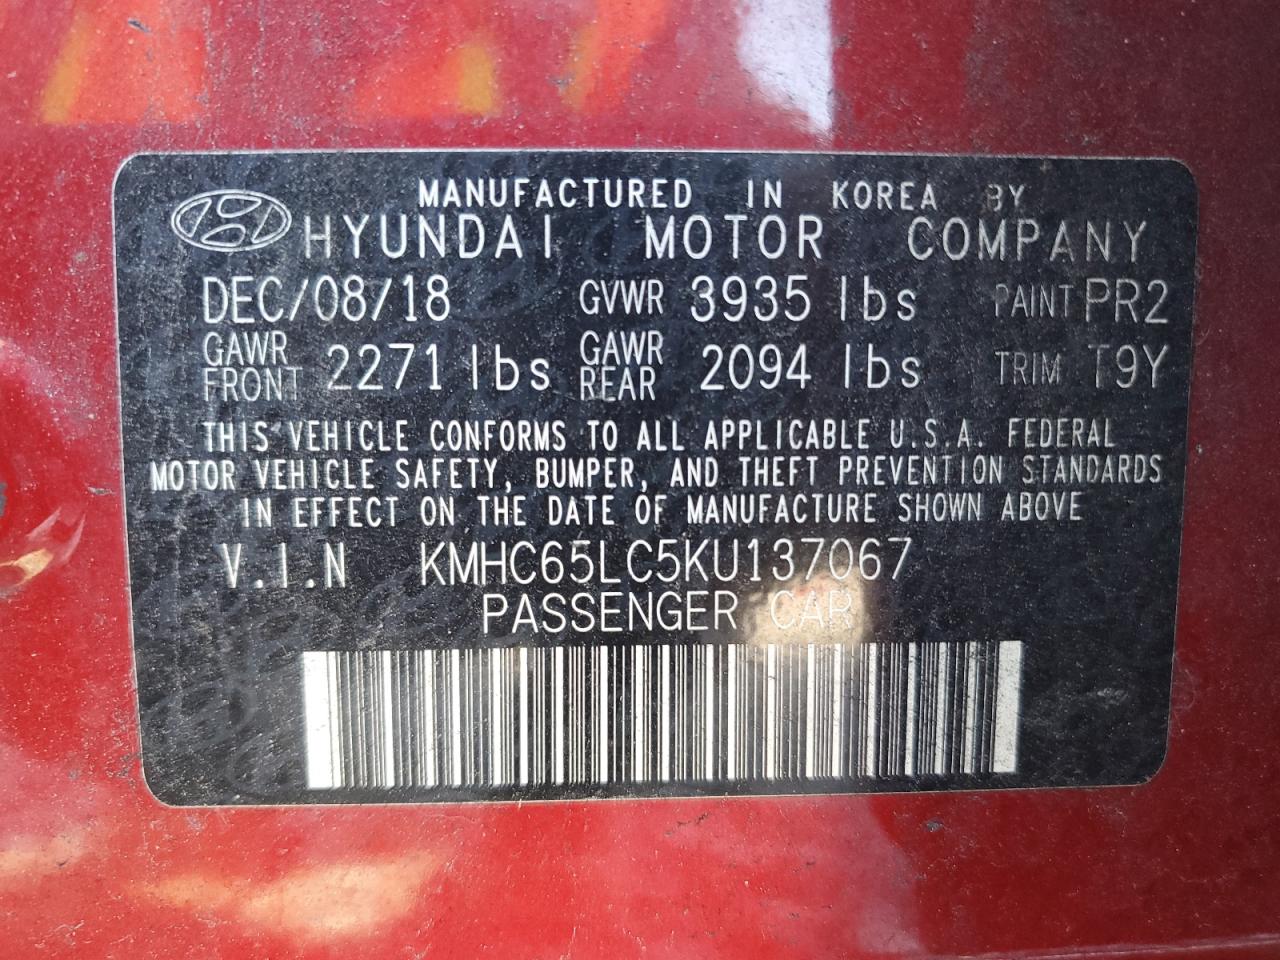 MANUFACTURED IN KOREA BY
HYUNDAI MOTOR COMPANY
DEC/08/18 GVWR 3935 lbs PAINT PR2
GAWR FRONT 2271 lbs GAWR REAR 2094 lbs TRIM T9Y
THIS VEHICLE CONFORMS TO ALL APPLICABLE U.S.A. FEDERAL
MOTOR VEHICLE SAFETY, BUMPER, AND THEFT PREVENTION STANDARDS
IN EFFECT ON THE DATE OF MANUFACTURE SHOWN ABOVE
V.I.N KMHC65LC5KU137067
PASSENGER CAR